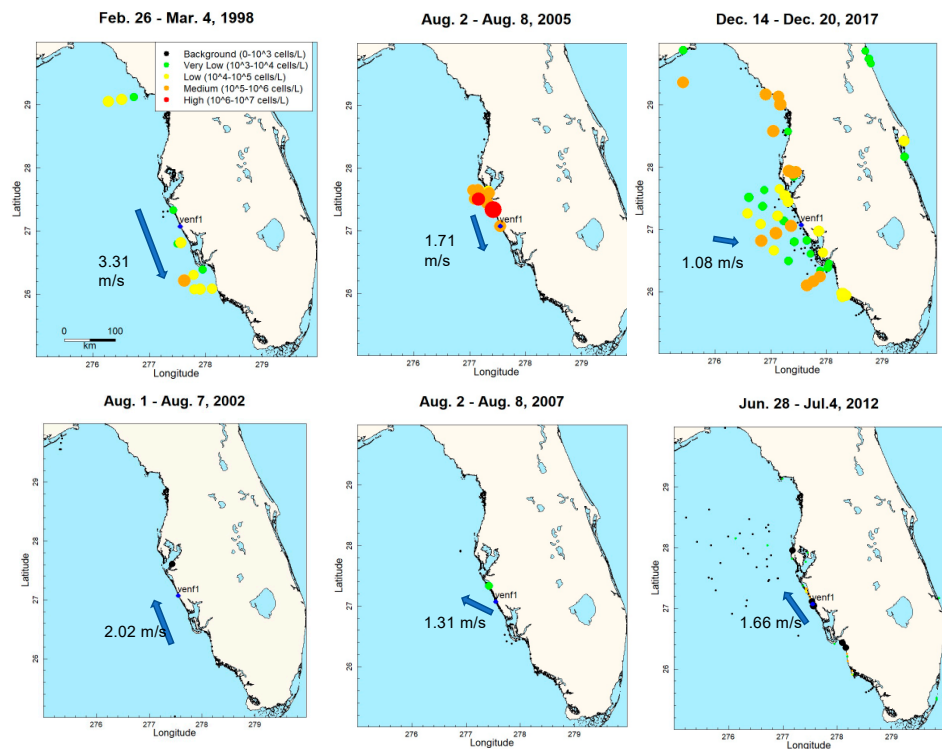 Feb. 26 - Mar. 4, 1998
Background (0-10^3 cells/L)
Very Low (10^3-10^4 cells/L)
Low (10^4-10^5 cells/L)
Medium (10^5-10^6 cells/L)
High (10^6-10^7 cells/L)
29
28
27
26
Latitude
venf1
3.31
m/s
0 100
km
276 277 278 279
Longitude
Aug. 2 - Aug. 8, 2005
29
28
27
26
Latitude
venf1
1.71
m/s
276 277 278 279
Longitude
Dec. 14 - Dec. 20, 2017
29
28
27
26
Latitude
venf1
1.08 m/s
276 277 278 279
Longitude
Aug. 1 - Aug. 7, 2002
29
28
27
26
Latitude
venf1
2.02 m/s
276 277 278 279
Longitude
Aug. 2 - Aug. 8, 2007
29
28
27
26
Latitude
venf1
1.31 m/s
276 277 278 279
Longitude
Jun. 28 - Jul.4, 2012
29
28
27
26
Latitude
venf1
1.66 m/s
276 277 278 279
Longitude